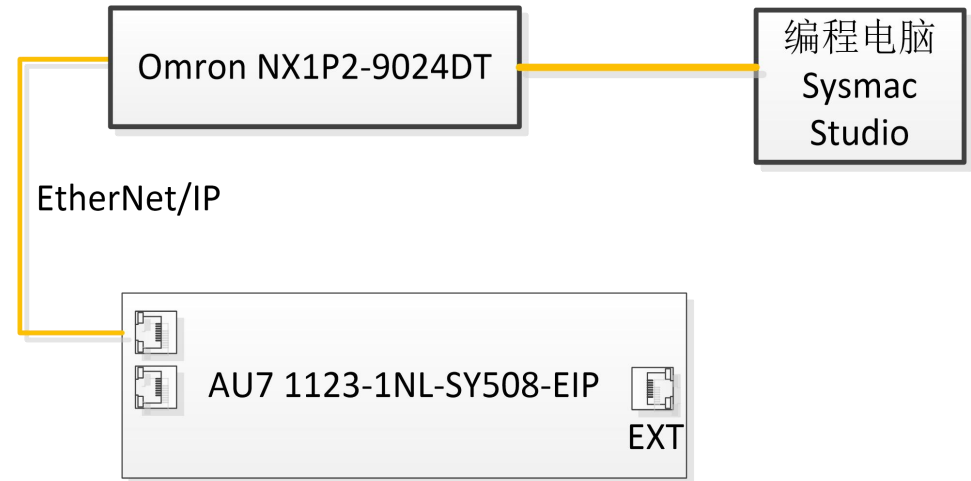 Omron NX1P2-9024DT
编程电脑
Sysmac
Studio
EtherNet/IP
AU7 1123-1NL-SY508-EIP
EXT